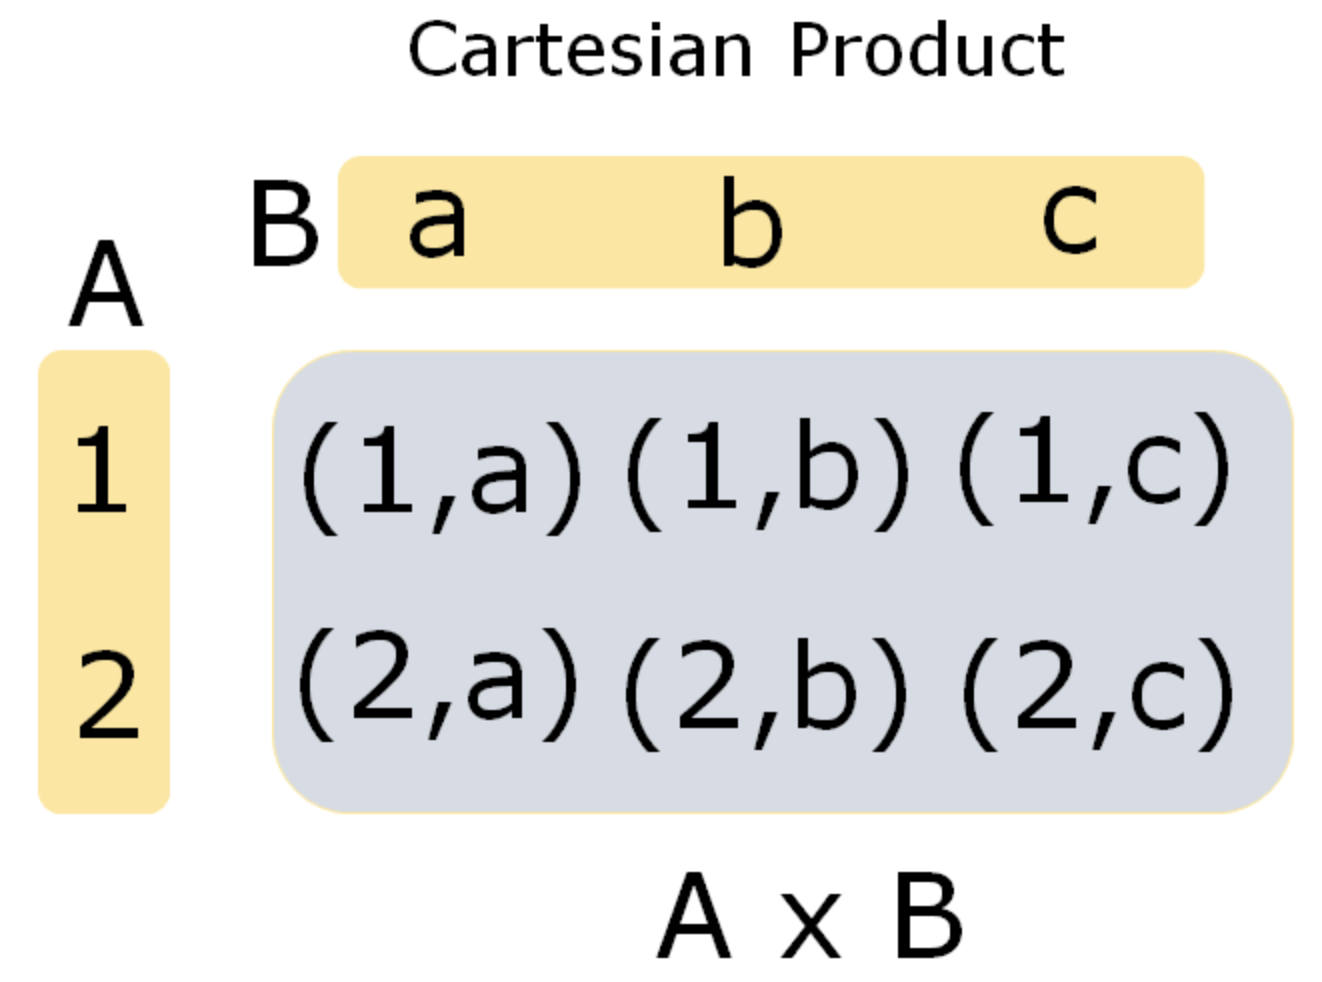 Cartesian Product
B a b c
A
1 (1,a) (1,b) (1,c)
2 (2,a) (2,b) (2,c)
A x B